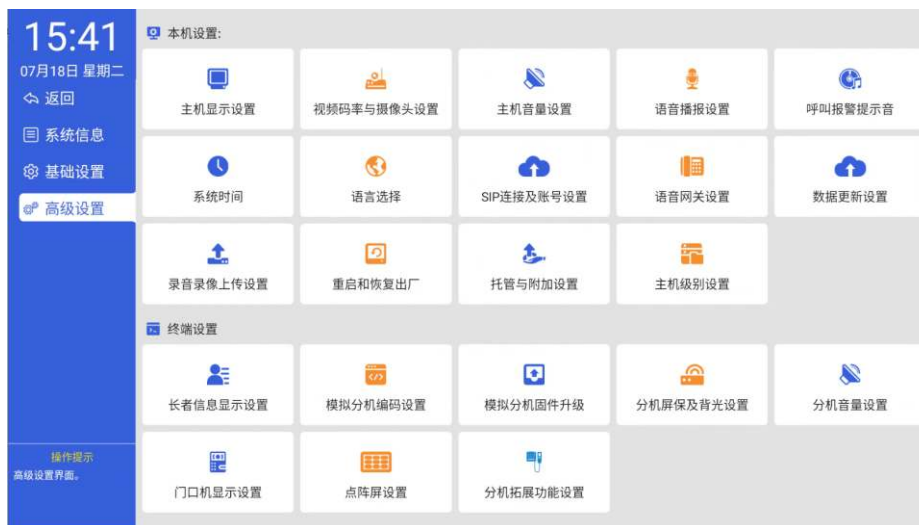 15:41
07月18日 星期二
返回
系统信息
基础设置
高级设置
操作提示
高级设置界面。
本机设置:
主机显示设置
视频码率与摄像头设置
主机音量设置
语音播报设置
呼叫报警提示音
系统时间
语言选择
SIP连接及账号设置
语音网关设置
数据更新设置
录音录像上传设置
重启和恢复出厂
托管与附加设置
主机级别设置
终端设置
长者信息显示设置
模拟分机编码设置
模拟分机固件升级
分机屏保及背光设置
分机音量设置
门口机显示设置
点阵屏设置
分机拓展功能设置